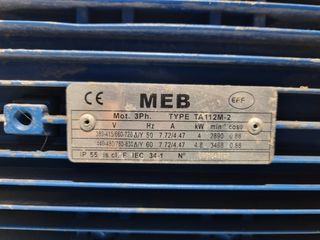 CE MEB EFF
Mot. 3Ph. TYPE TA112M-2
V Hz A kW min⁻¹ cosφ
380-415/660-720 Δ/Y 50 7.72/4.47 4 2890 0.88
440-480/760-830 Δ/Y 60 7.72/4.47 4.8 3468 0.88
IP 55 is cl. F IEC 34-1 N°